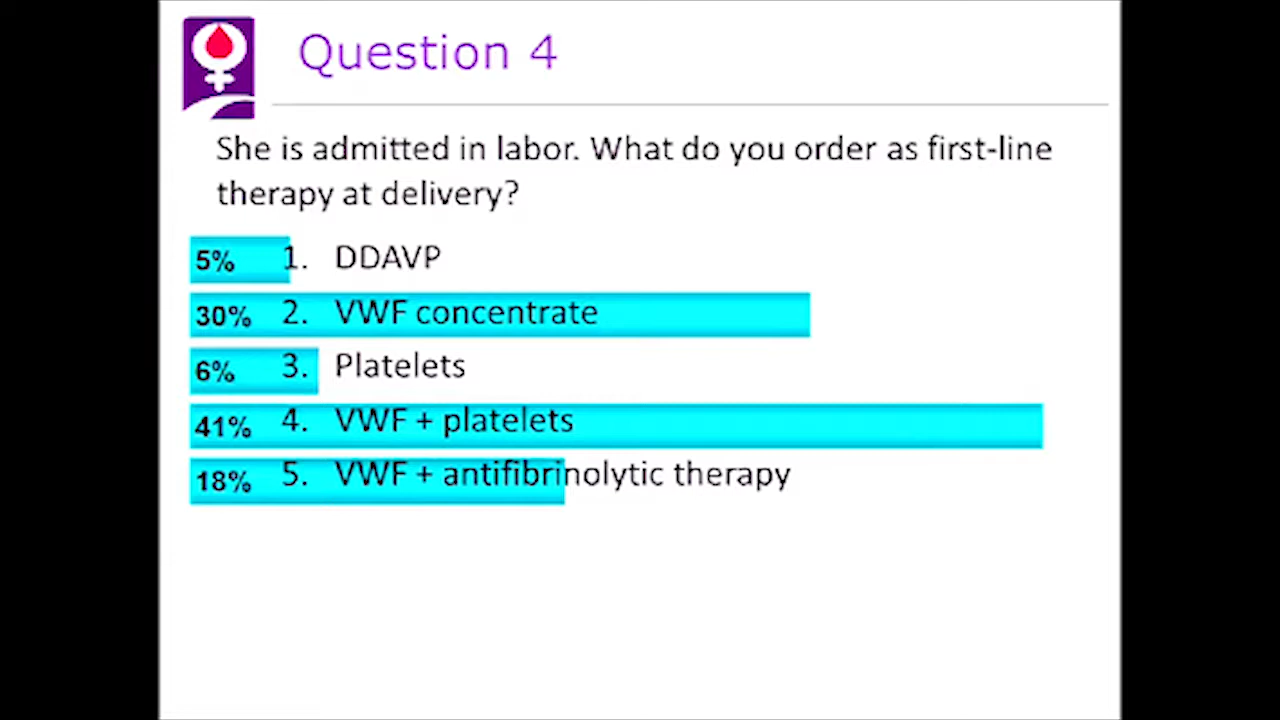 Question 4
She is admitted in labor. What do you order as first-line
therapy at delivery?
5% 1. DDAVP
30% 2. VWF concentrate
6% 3. Platelets
41% 4. VWF + platelets
18% 5. VWF + antifibrinolytic therapy